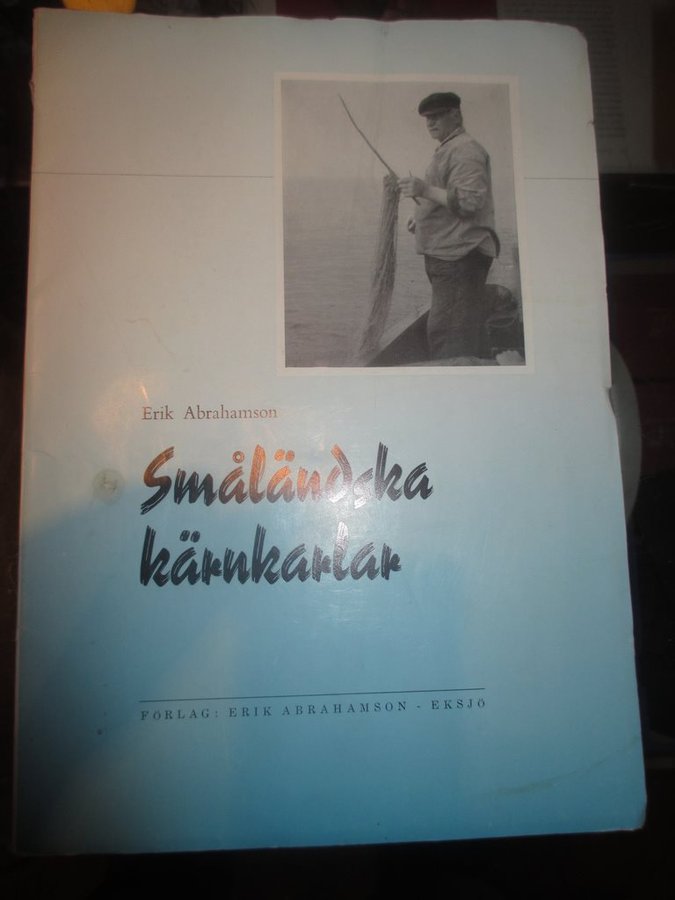 Erik Abrahamson
Småländska
kärnkarlar
FÖRLAG: ERIK ABRAHAMSON - EKSJÖ